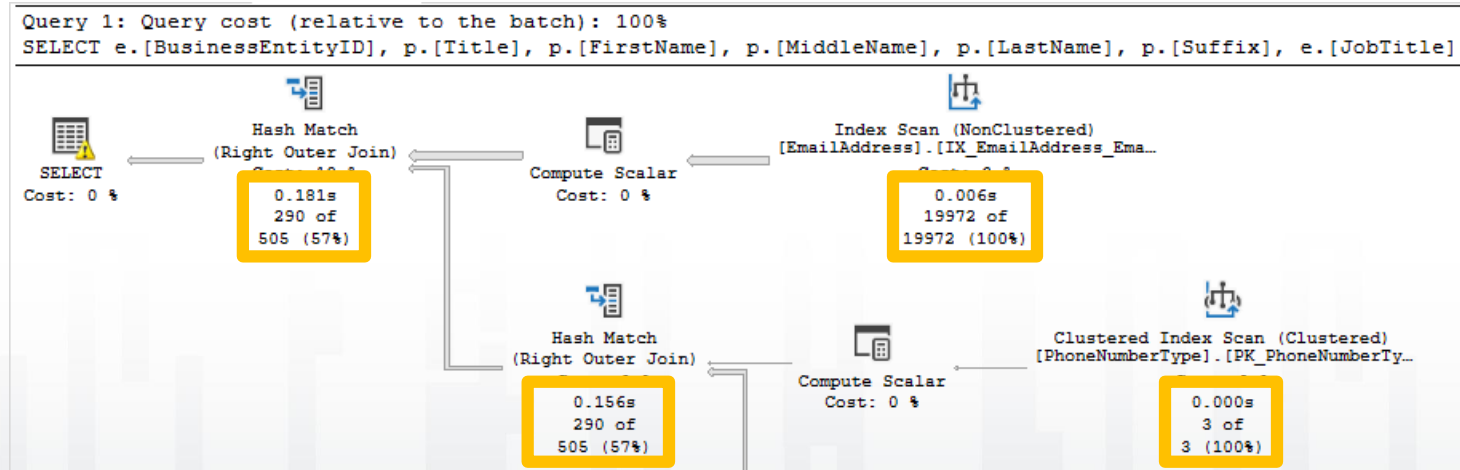 Query 1: Query cost (relative to the batch): 100%
SELECT e.[BusinessEntityID], p.[Title], p.[FirstName], p.[MiddleName], p.[LastName], p.[Suffix], e.[JobTitle]
SELECT
Cost: 0 %
Hash Match
(Right Outer Join)
0.181s
290 of
505 (57%)
Compute Scalar
Cost: 0 %
Index Scan (NonClustered)
[EmailAddress].[IX_EmailAddress_Ema…
0.006s
19972 of
19972 (100%)
Hash Match
(Right Outer Join)
0.156s
290 of
505 (57%)
Compute Scalar
Cost: 0 %
Clustered Index Scan (Clustered)
[PhoneNumberType].[PK_PhoneNumberTy…
0.000s
3 of
3 (100%)